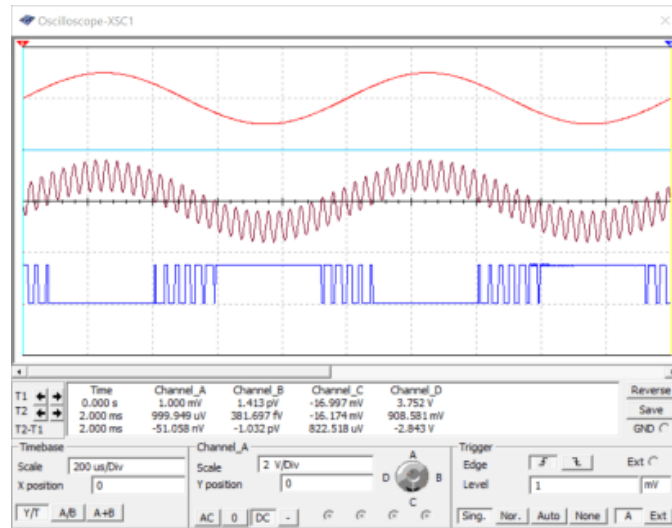 Oscilloscope-XSC1
Time Channel_A Channel_B Channel_C Channel_D
T1 0.000 s 1.000 mV 1.413 pV -16.997 mV 3.752 V
T2 2.000 ms 999.949 uV 381.697 fV -16.174 mV 908.581 mV
T2-T1 2.000 ms -51.058 nV -1.032 pV 822.518 uV -2.843 V
Reverse
Save
GND
Timebase
Scale 200 us/Div
X position 0
Y/T A/B A+B
Channel_A
Scale 2 V/Div
Y position 0
AC 0 DC -
A
D B
C
Trigger
Edge Ext
Level 1 mV
Sing. Nor. Auto None A Ext